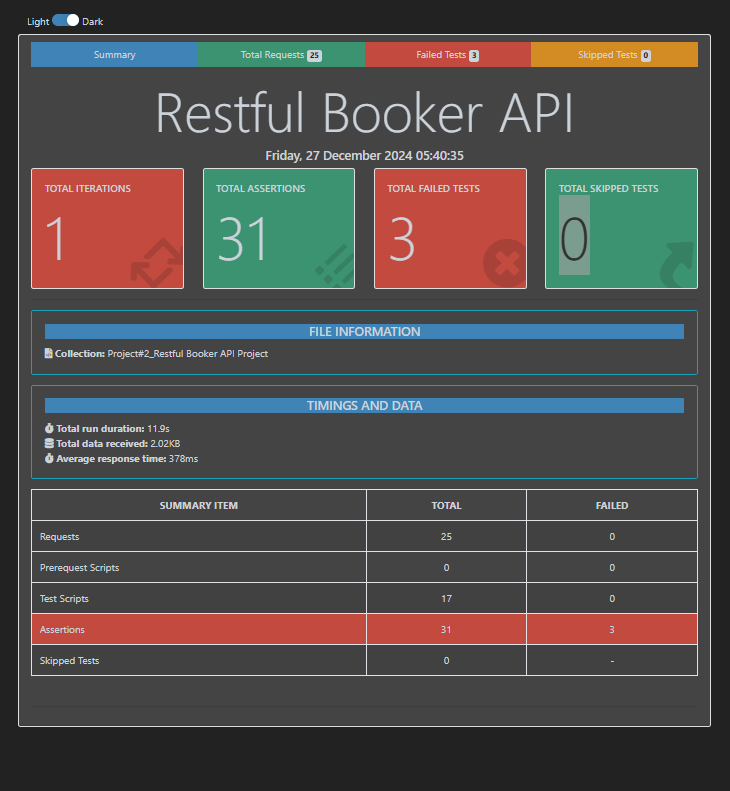 Light Dark
Summary Total Requests 25 Failed Tests 3 Skipped Tests 0
Restful Booker API
Friday, 27 December 2024 05:40:35
TOTAL ITERATIONS TOTAL ASSERTIONS TOTAL FAILED TESTS TOTAL SKIPPED TESTS
1 31 3 0
FILE INFORMATION
Collection: Project#2_Restful Booker API Project
TIMINGS AND DATA
Total run duration: 11.9s
Total data received: 2.02KB
Average response time: 378ms
SUMMARY ITEM TOTAL FAILED
Requests 25 0
Prerequest Scripts 0 0
Test Scripts 17 0
Assertions 31 3
Skipped Tests 0 -